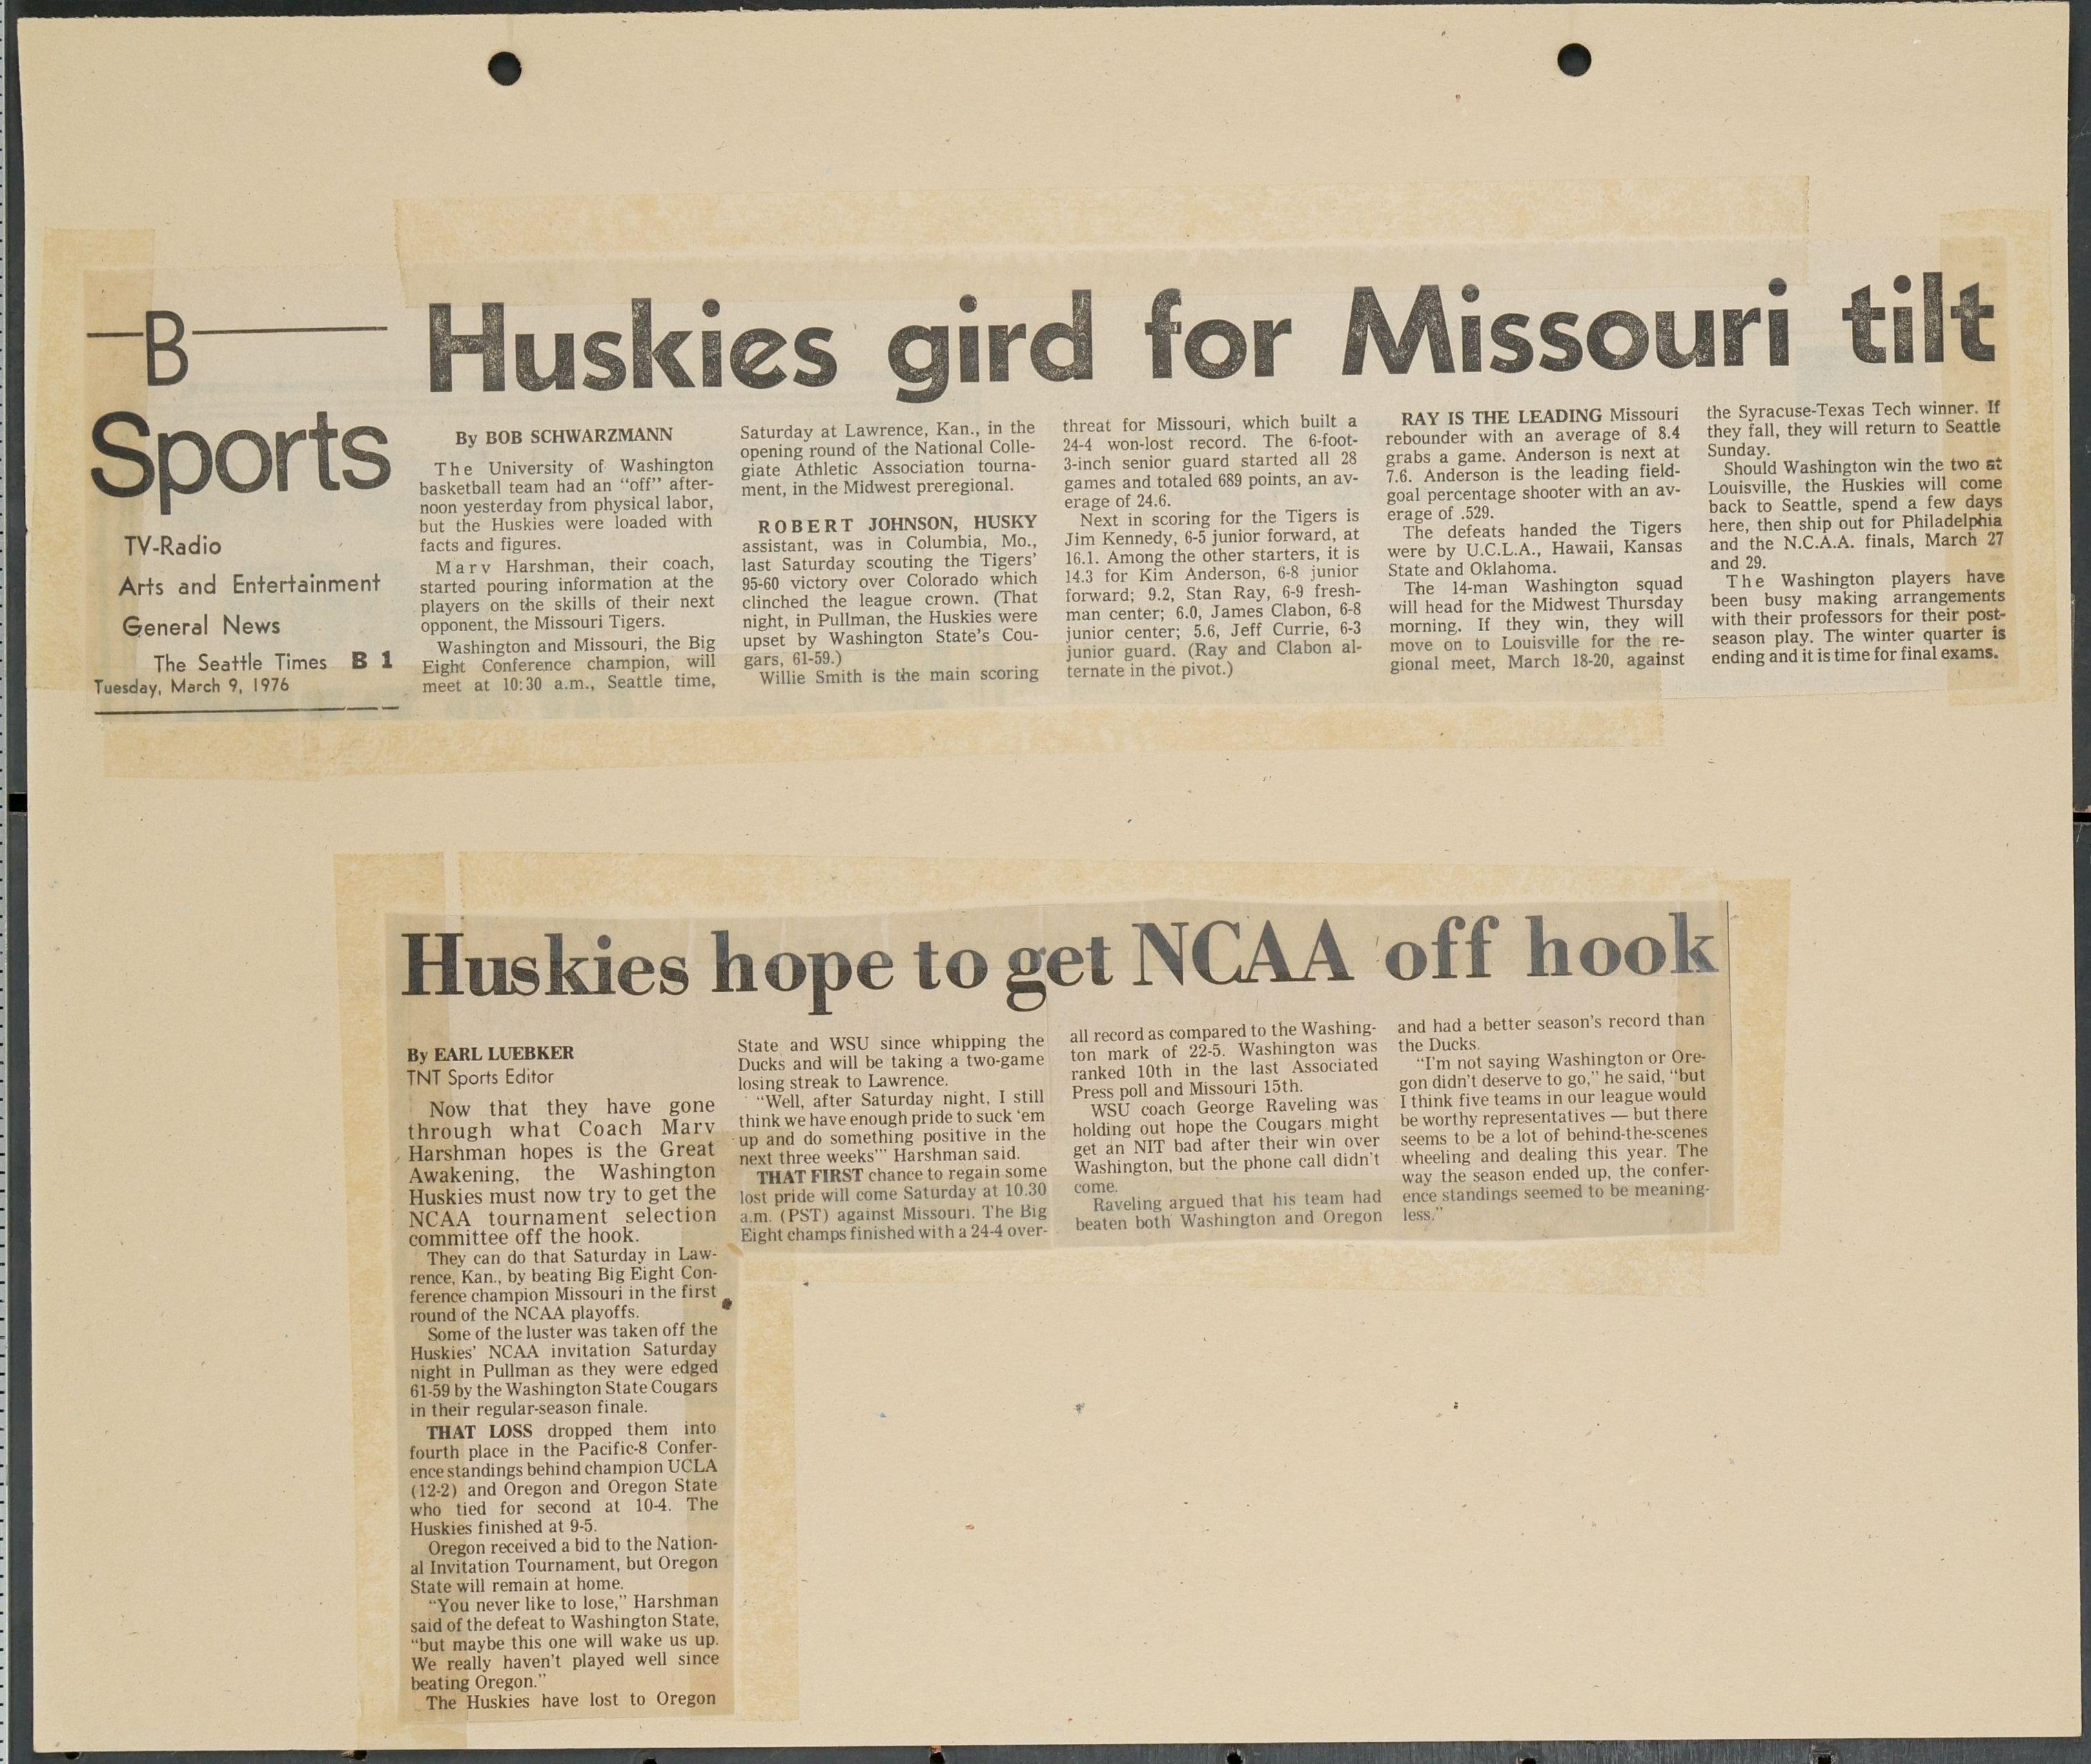 B
Sports
TV-Radio
Arts and Entertainment
General News
The Seattle Times B 1
Tuesday, March 9, 1976
Huskies gird for Missouri tilt
By BOB SCHWARZMANN
The University of Washington
basketball team had an "off" after-
noon yesterday from physical labor,
but the Huskies were loaded with
facts and figures.
Marv Harshman, their coach,
started pouring information at the
players on the skills of their next
opponent, the Missouri Tigers.
Washington and Missouri, the Big
Eight Conference champion, will
meet at 10:30 a.m., Seattle time,
Saturday at Lawrence, Kan., in the
opening round of the National Colle-
giate Athletic Association tourna-
ment, in the Midwest preregional.
ROBERT JOHNSON, HUSKY
assistant, was in Columbia, Mo.,
last Saturday scouting the Tigers'
95-60 victory over Colorado which
clinched the league crown. (That
night, in Pullman, the Huskies were
upset by Washington State's Cou-
gars, 61-59.)
Willie Smith is the main scoring
threat for Missouri, which built a
24-4 won-lost record. The 6-foot-
3-inch senior guard started all 28
games and totaled 689 points, an av-
erage of 24.6.
Next in scoring for the Tigers is
Jim Kennedy, 6-5 junior forward, at
16.1. Among the other starters, it is
14.3 for Kim Anderson, 6-8 junior
forward; 9.2, Stan Ray, 6-9 fresh-
man center; 6.0, James Clabon, 6-8
junior center; 5.6, Jeff Currie, 6-3
junior guard. (Ray and Clabon al-
ternate in the pivot.)
RAY IS THE LEADING Missouri
rebounder with an average of 8.4
grabs a game. Anderson is next at
7.6. Anderson is the leading field-
goal percentage shooter with an av-
erage of .529.
The defeats handed the Tigers
were by U.C.L.A., Hawaii, Kansas
State and Oklahoma.
The 14-man Washington squad
will head for the Midwest Thursday
morning. If they win, they will
move on to Louisville for the re-
gional meet, March 18-20, against
the Syracuse-Texas Tech winner. If
they fall, they will return to Seattle
Sunday.
Should Washington win the two at
Louisville, the Huskies will come
back to Seattle, spend a few days
here, then ship out for Philadelphia
and the N.C.A.A. finals, March 27
and 29.
The Washington players have
been busy making arrangements
with their professors for their post-
season play. The winter quarter is
ending and it is time for final exams.
Huskies hope to get NCAA off hook
By EARL LUEBKER
TNT Sports Editor
Now that they have gone
through what Coach Marv
Harshman hopes is the Great
Awakening, the Washington
Huskies must now try to get the
NCAA tournament selection
committee off the hook.
They can do that Saturday in Law-
rence, Kan., by beating Big Eight Con-
ference champion Missouri in the first
round of the NCAA playoffs.
Some of the luster was taken off the
Huskies' NCAA invitation Saturday
night in Pullman as they were edged
61-59 by the Washington State Cougars
in their regular-season finale.
THAT LOSS dropped them into
fourth place in the Pacific-8 Confer-
ence standings behind champion UCLA
(12-2) and Oregon and Oregon State
who tied for second at 10-4. The
Huskies finished at 9-5.
Oregon received a bid to the Nation-
al Invitation Tournament, but Oregon
State will remain at home.
"You never like to lose," Harshman
said of the defeat to Washington State,
"but maybe this one will wake us up.
We really haven't played well since
beating Oregon."
The Huskies have lost to Oregon
State and WSU since whipping the
Ducks and will be taking a two-game
losing streak to Lawrence.
"Well, after Saturday night, I still
think we have enough pride to suck 'em
up and do something positive in the
next three weeks"' Harshman said.
THAT FIRST chance to regain some
lost pride will come Saturday at 10.30
a.m. (PST) against Missouri. The Big
Eight champs finished with a 24-4 over-
all record as compared to the Washing-
ton mark of 22-5. Washington was
ranked 10th in the last Associated
Press poll and Missouri 15th.
WSU coach George Raveling was
holding out hope the Cougars might
get an NIT bad after their win over
Washington, but the phone call didn't
come.
Raveling argued that his team had
beaten both Washington and Oregon
and had a better season's record than
the Ducks.
"I'm not saying Washington or Ore-
gon didn't deserve to go," he said, "but
I think five teams in our league would
be worthy representatives — but there
seems to be a lot of behind-the-scenes
wheeling and dealing this year. The
way the season ended up, the confer-
ence standings seemed to be meaning-
less."